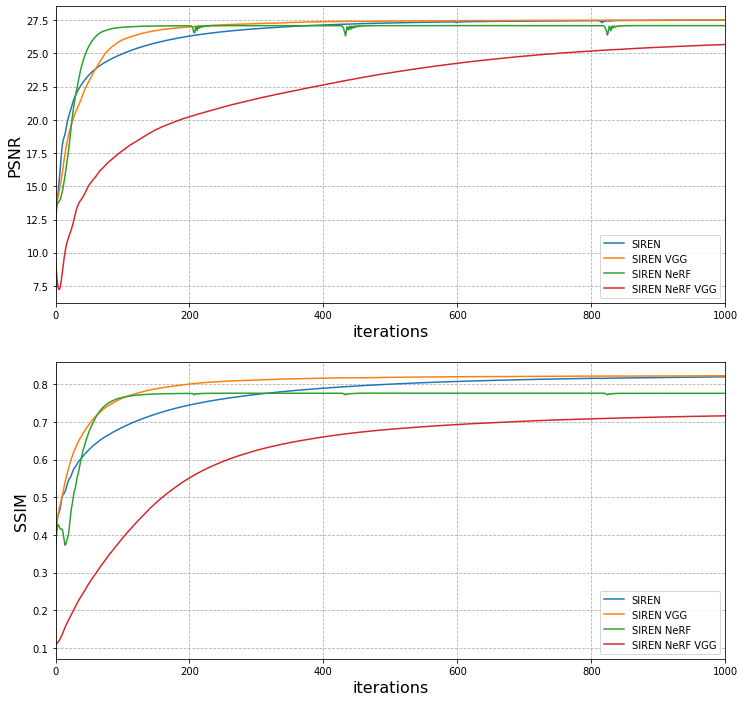 27.5
25.0
22.5
20.0
17.5
15.0
12.5
10.0
7.5
PSNR
SIREN
SIREN VGG
SIREN NeRF
SIREN NeRF VGG
0 200 400 600 800 1000
iterations
0.8
0.7
0.6
0.5
0.4
0.3
0.2
0.1
SSIM
SIREN
SIREN VGG
SIREN NeRF
SIREN NeRF VGG
0 200 400 600 800 1000
iterations